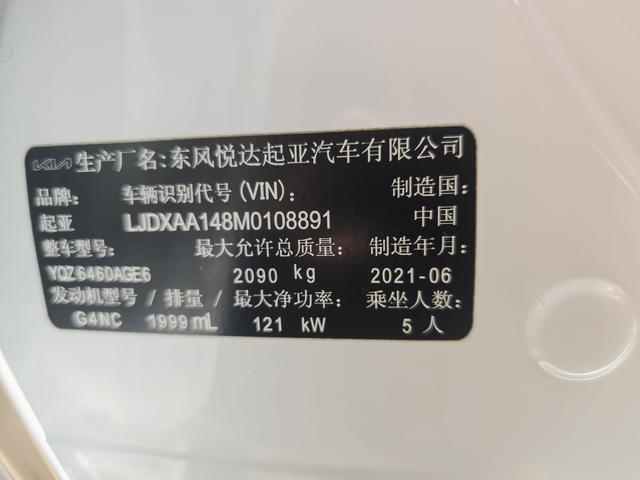 KIA 生产厂名:东风悦达起亚汽车有限公司
品牌: 车辆识别代号(VIN): 制造国:
起亚 LJDXAA148M0108891 中国
整车型号: 最大允许总质量: 制造年月:
YQZ6460AGE6 2090 kg 2021-06
发动机型号/排量/最大净功率: 乘坐人数:
G4NC 1999 mL 121 kW 5 人